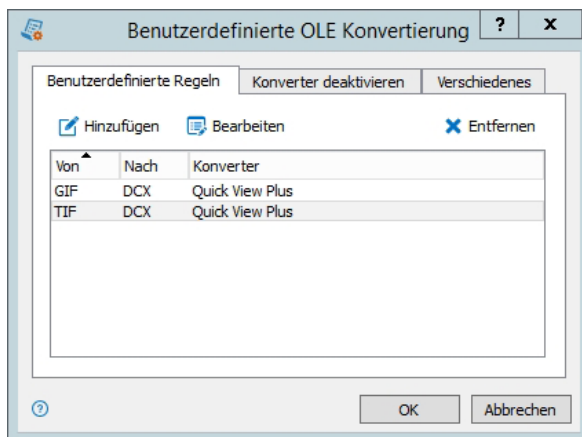 Benutzerdefinierte OLE Konvertierung ? x
Benutzerdefinierte Regeln Konverter deaktivieren Verschiedenes
Hinzufügen Bearbeiten Entfernen
Von Nach Konverter
GIF DCX Quick View Plus
TIF DCX Quick View Plus
? OK Abbrechen